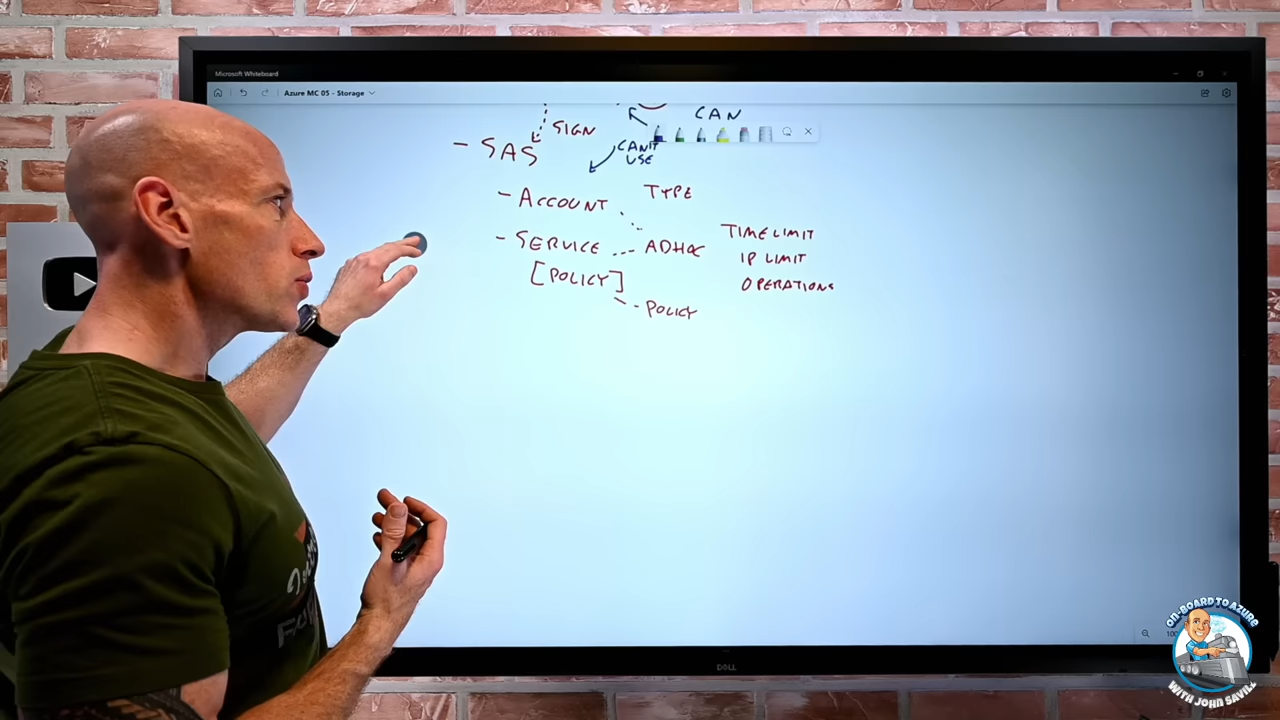 Microsoft Whiteboard
Azure MC 05 - Storage
CAN
SIGN
- SAS
CAN'T
USE
- ACCOUNT
TYPE
- SERVICE
ADHOC
TIME LIMIT
IP LIMIT
OPERATIONS
[POLICY]
POLICY
DELL
ON-BOARD TO AZURE
WITH JOHN SAVILL